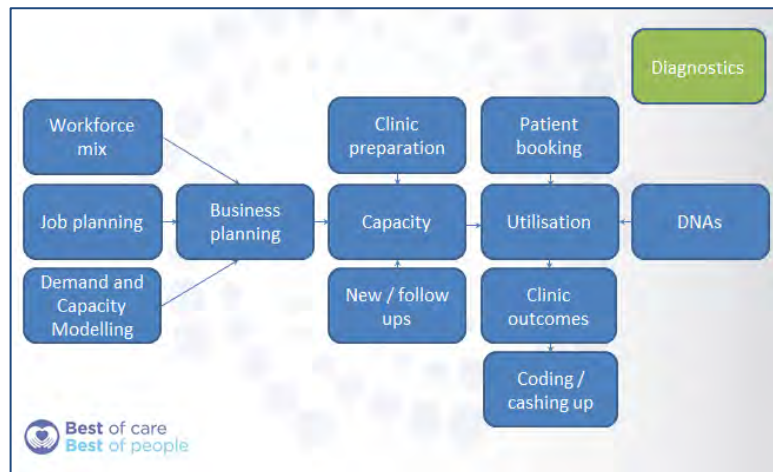 Diagnostics
Workforce
mix
Clinic
preparation
Patient
booking
Job planning
Business
planning
Capacity
Utilisation
DNAs
Demand and
Capacity
Modelling
New / follow
ups
Clinic
outcomes
Coding /
cashing up
Best of care
Best of people